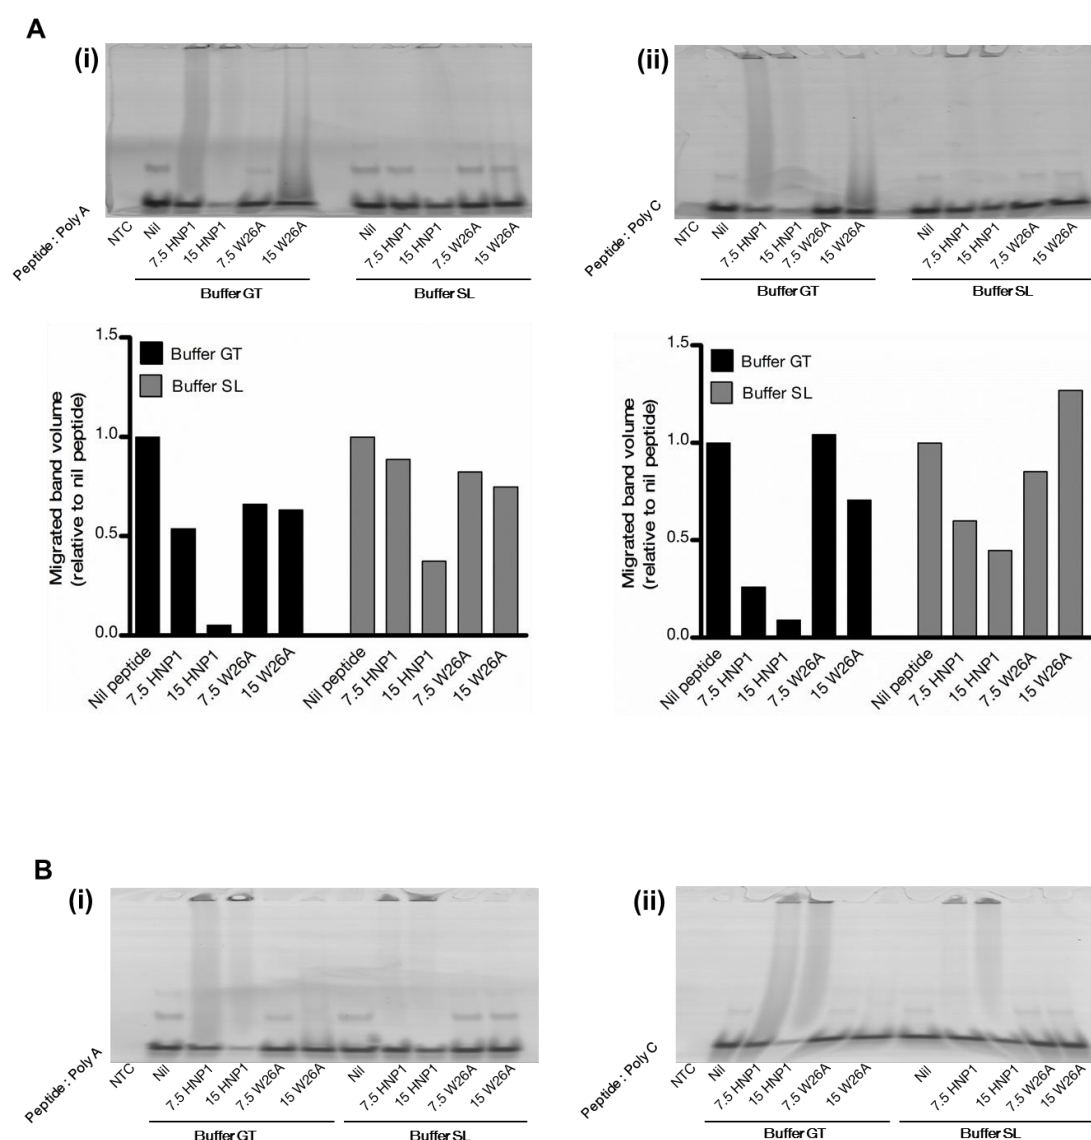 A
(i)
Peptide : Poly A
NTC
Nil
7.5 HNP1
15 HNP1
7.5 W26A
15 W26A
Nil
7.5 HNP1
15 HNP1
7.5 W26A
15 W26A
Buffer GT
Buffer SL
(ii)
Peptide : Poly C
NTC
Nil
7.5 HNP1
15 HNP1
7.5 W26A
15 W26A
Nil
7.5 HNP1
15 HNP1
7.5 W26A
15 W26A
Buffer GT
Buffer SL
Migrated band volume
(relative to nil peptide)
1.5
1.0
0.5
0.0
Buffer GT
Buffer SL
Nil peptide
7.5 HNP1
15 HNP1
7.5 W26A
15 W26A
Nil peptide
7.5 HNP1
15 HNP1
7.5 W26A
15 W26A
Migrated band volume
(relative to nil peptide)
1.5
1.0
0.5
0.0
Buffer GT
Buffer SL
Nil peptide
7.5 HNP1
15 HNP1
7.5 W26A
15 W26A
Nil peptide
7.5 HNP1
15 HNP1
7.5 W26A
15 W26A
B
(i)
Peptide : Poly A
NTC
Nil
7.5 HNP1
15 HNP1
7.5 W26A
15 W26A
Nil
7.5 HNP1
15 HNP1
7.5 W26A
15 W26A
Buffer GT
Buffer SL
(ii)
Peptide : Poly C
NTC
Nil
7.5 HNP1
15 HNP1
7.5 W26A
15 W26A
Nil
7.5 HNP1
15 HNP1
7.5 W26A
15 W26A
Buffer GT
Buffer SL